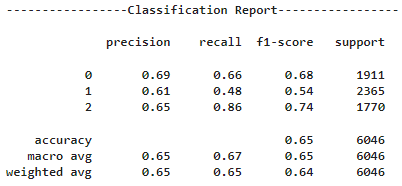 -----------------Classification Report-----------------
precision recall f1-score support
0 0.69 0.66 0.68 1911
1 0.61 0.48 0.54 2365
2 0.65 0.86 0.74 1770
accuracy 0.65 6046
macro avg 0.65 0.67 0.65 6046
weighted avg 0.65 0.65 0.64 6046